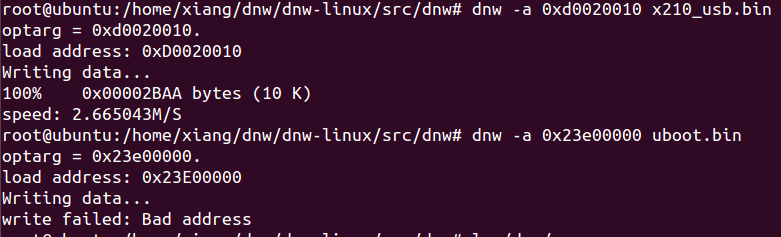 root@ubuntu:/home/xiang/dnw/dnw-linux/src/dnw# dnw -a 0xd0020010 x210_usb.bin
optarg = 0xd0020010.
load address: 0xD0020010
Writing data...
100%    0x00002BAA bytes (10 K)
speed: 2.665043M/S
root@ubuntu:/home/xiang/dnw/dnw-linux/src/dnw# dnw -a 0x23e00000 uboot.bin
optarg = 0x23e00000.
load address: 0x23E00000
Writing data...
write failed: Bad address